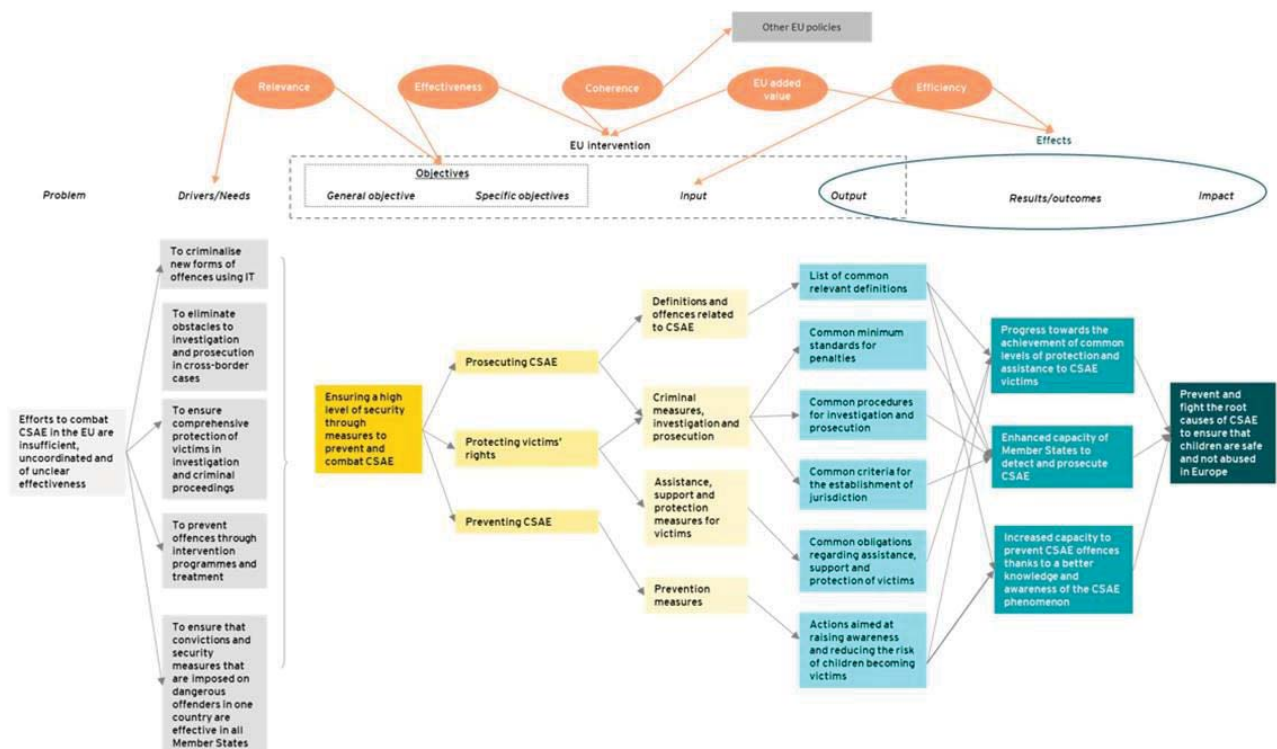 Other EU policies
Relevance
Effectiveness
Coherence
EU added
value
Efficiency
EU intervention
Effects
Objectives
Problem
Drivers/Needs
General objective
Specific objectives
Input
Output
Results/outcomes
Impact
Efforts to combat
CSAE in the EU are
insufficient,
uncoordinated and
of unclear
effectiveness
To criminalise
new forms of
offences using IT
To eliminate
obstacles to
investigation
and prosecution
in cross-border
cases
To ensure
comprehensive
protection of
victims in
investigation
and criminal
proceedings
To prevent
offences through
intervention
programmes and
treatment
To ensure that
convictions and
security
measures that
are imposed on
dangerous
offenders in one
country are
effective in all
Member States
Ensuring a high
level of security
through
measures to
prevent and
combat CSAE
Prosecuting CSAE
Protecting victims'
rights
Preventing CSAE
Definitions and
offences related
to CSAE
Criminal
measures,
investigation and
prosecution
Assistance,
support and
protection
measures for
victims
Prevention
measures
List of common
relevant definitions
Common minimum
standards for
penalties
Common procedures
for investigation and
prosecution
Common criteria for
the establishment of
jurisdiction
Common obligations
regarding assistance,
support and
protection of victims
Actions aimed at
raising awareness
and reducing the risk
of children becoming
victims
Progress towards the
achievement of common
levels of protection and
assistance to CSAE
victims
Enhanced capacity of
Member States to
detect and prosecute
CSAE
Increased capacity to
prevent CSAE offences
thanks to a better
knowledge and
awareness of the CSAE
phenomenon
Prevent and
fight the root
causes of CSAE
to ensure that
children are safe
and not abused
in Europe